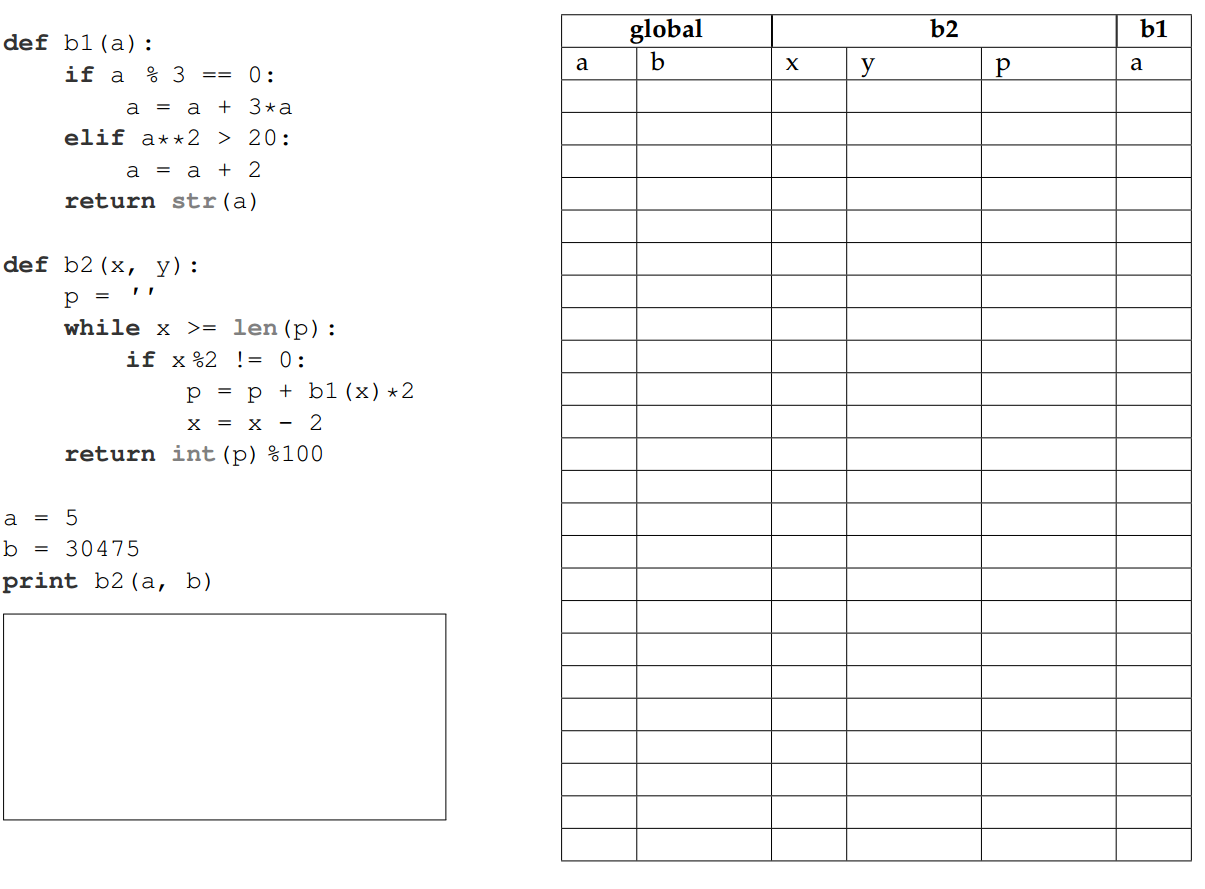 def b1(a):
    if a % 3 == 0:
        a = a + 3*a
    elif a**2 > 20:
        a = a + 2
    return str(a)

def b2(x, y):
    p = ''
    while x >= len(p):
        if x%2 != 0:
            p = p + b1(x)*2
            x = x - 2
    return int(p)%100

a = 5
b = 30475
print b2(a, b)
global b2 b1
a b x y p a